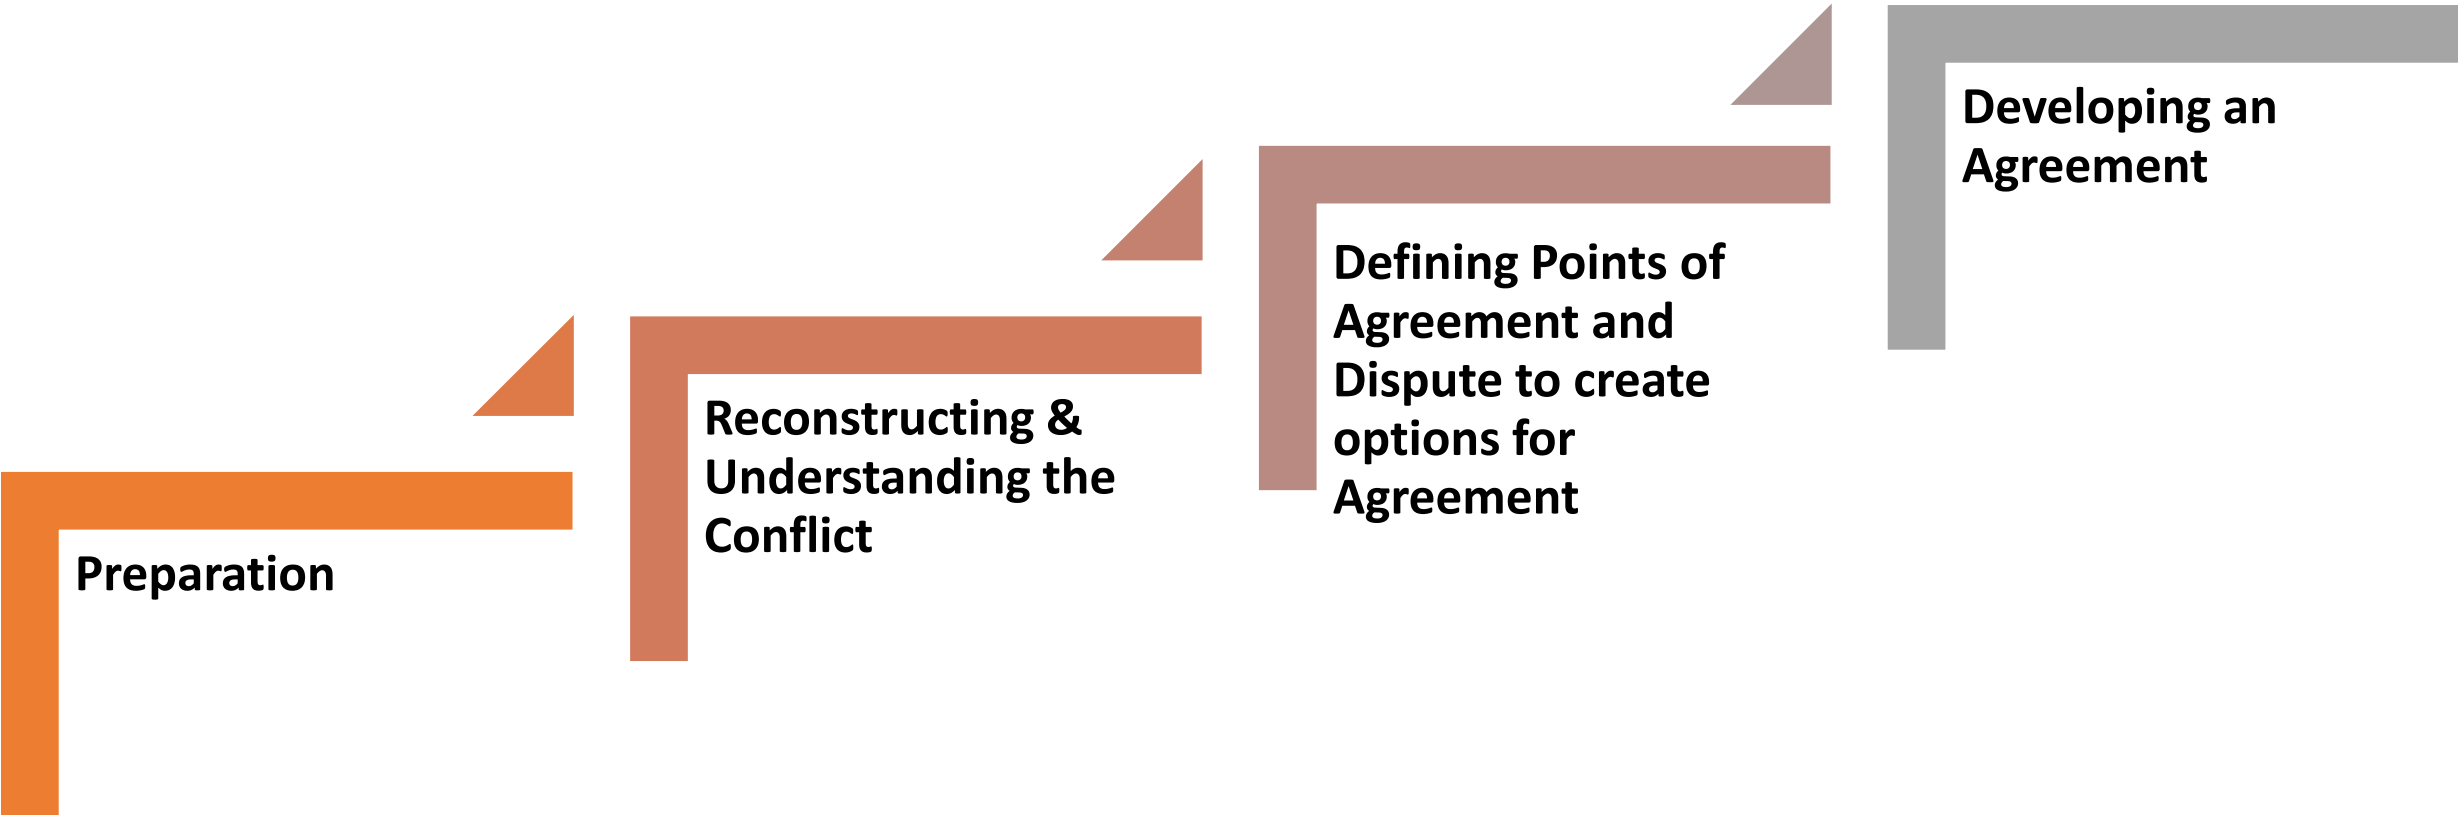 Preparation
Reconstructing &
Understanding the
Conflict
Defining Points of
Agreement and
Dispute to create
options for
Agreement
Developing an
Agreement